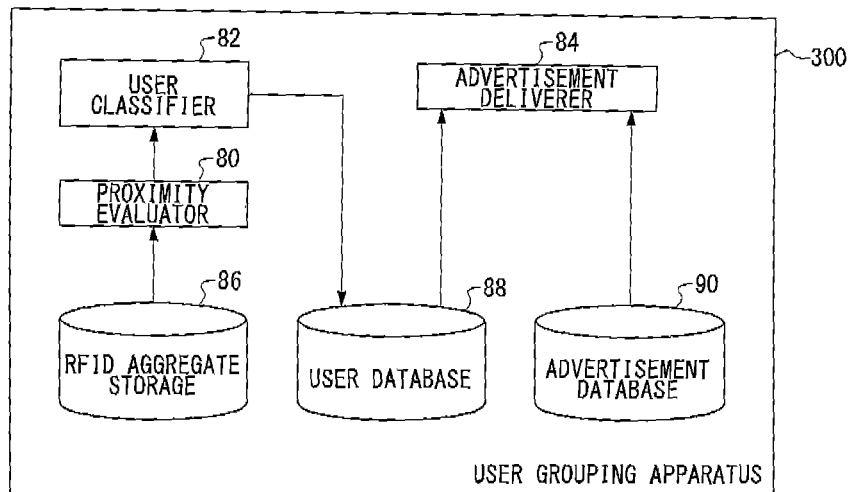 82
USER
CLASSIFIER
84
ADVERTISEMENT
DELIVERER
300
80
PROXIMITY
EVALUATOR
86
RFID AGGREGATE
STORAGE
88
USER DATABASE
90
ADVERTISEMENT
DATABASE
USER GROUPING APPARATUS